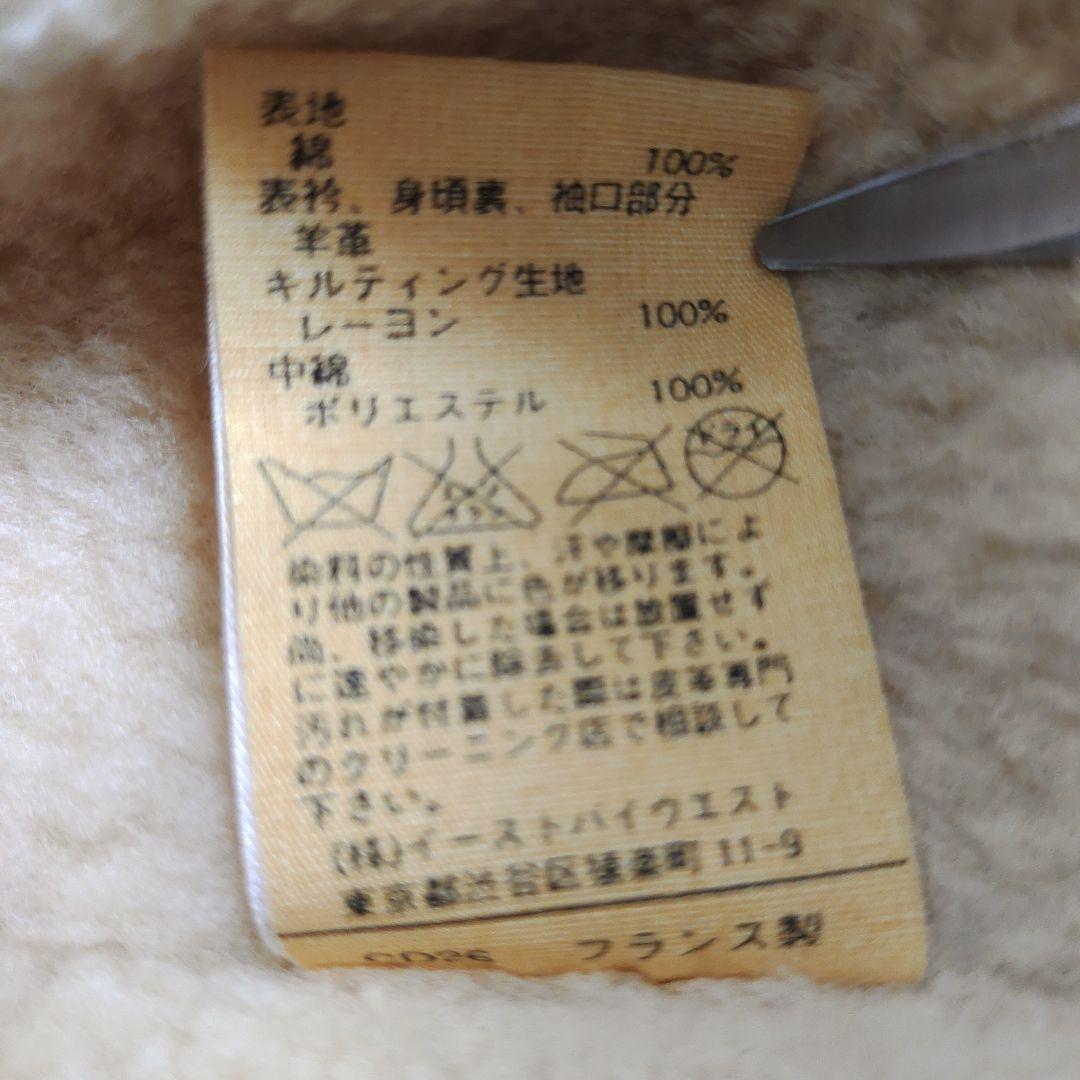 表地
綿 100%
表衿、身頃裏、袖口部分
羊革
キルティング生地
レーヨン 100%
中綿
ポリエステル 100%
ドライ
染料の性質上、汗や摩擦によ
り他の製品に色が移ります。
尚、移染した場合は放置せず
に速やかに除去して下さい。
汚れが付着した際は皮革専門
のクリーニング店で相談して
下さい。
(株)イーストバイウエスト
東京都渋谷区猿楽町 11-9
フランス製